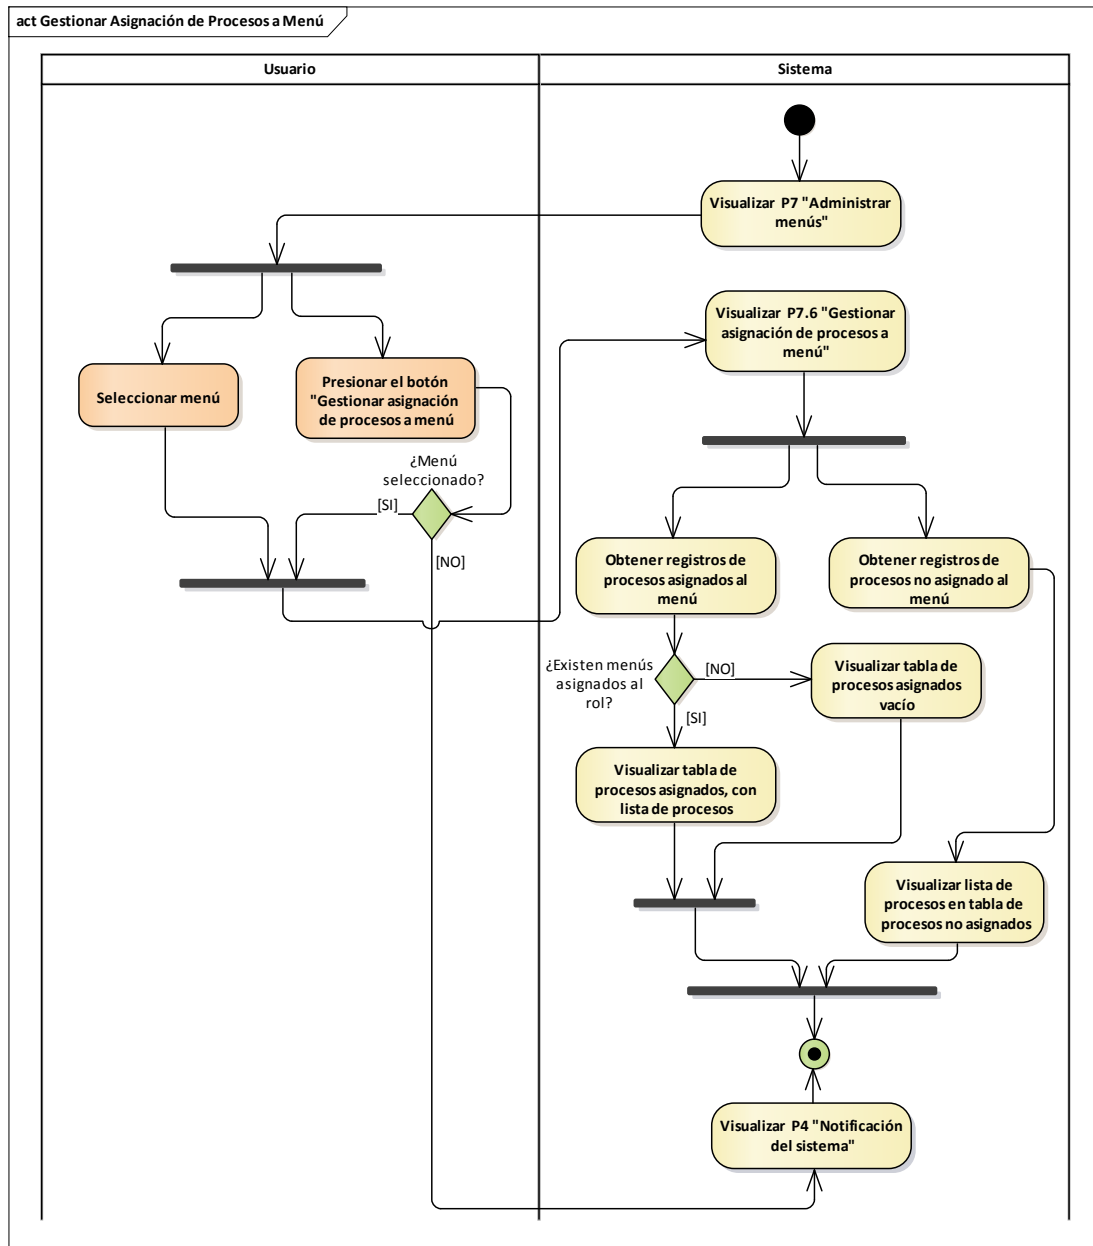 act Gestionar Asignación de Procesos a Menú
Usuario
Sistema
Visualizar P7 "Administrar
menús"
Visualizar P7.6 "Gestionar
asignación de procesos a
menú"
Seleccionar menú
Presionar el botón
"Gestionar asignación
de procesos a menú
¿Menú
seleccionado?
[SI]
[NO]
Obtener registros de
procesos asignados al
menú
Obtener registros de
procesos no asignado al
menú
¿Existen menús
asignados al
rol?
[NO]
[SI]
Visualizar tabla de
procesos asignados
vacío
Visualizar tabla de
procesos asignados, con
lista de procesos
Visualizar lista de
procesos en tabla de
procesos no asignados
Visualizar P4 "Notificación
del sistema"